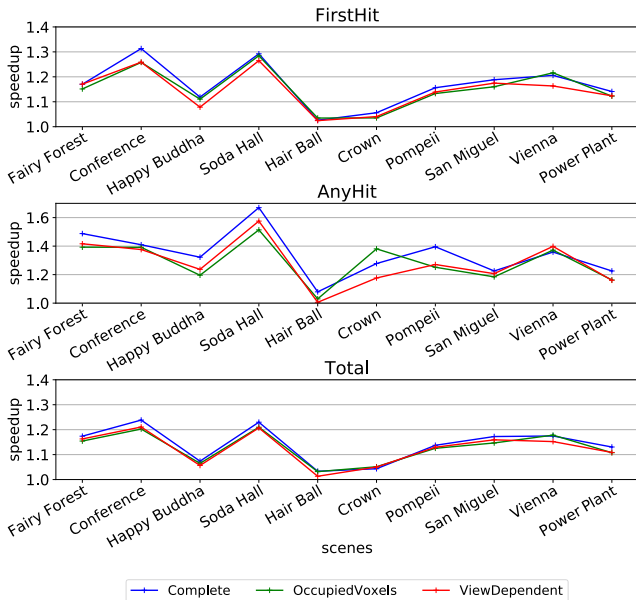 FirstHit
1.4
1.3
1.2
1.1
1.0
speedup
Fairy Forest
Conference
Happy Buddha
Soda Hall
Hair Ball
Crown
Pompeii
San Miguel
Vienna
Power Plant
AnyHit
1.6
1.4
1.2
1.0
speedup
Fairy Forest
Conference
Happy Buddha
Soda Hall
Hair Ball
Crown
Pompeii
San Miguel
Vienna
Power Plant
Total
1.4
1.3
1.2
1.1
1.0
speedup
Fairy Forest
Conference
Happy Buddha
Soda Hall
Hair Ball
Crown
Pompeii
San Miguel
Vienna
Power Plant
scenes
Complete
OccupiedVoxels
ViewDependent